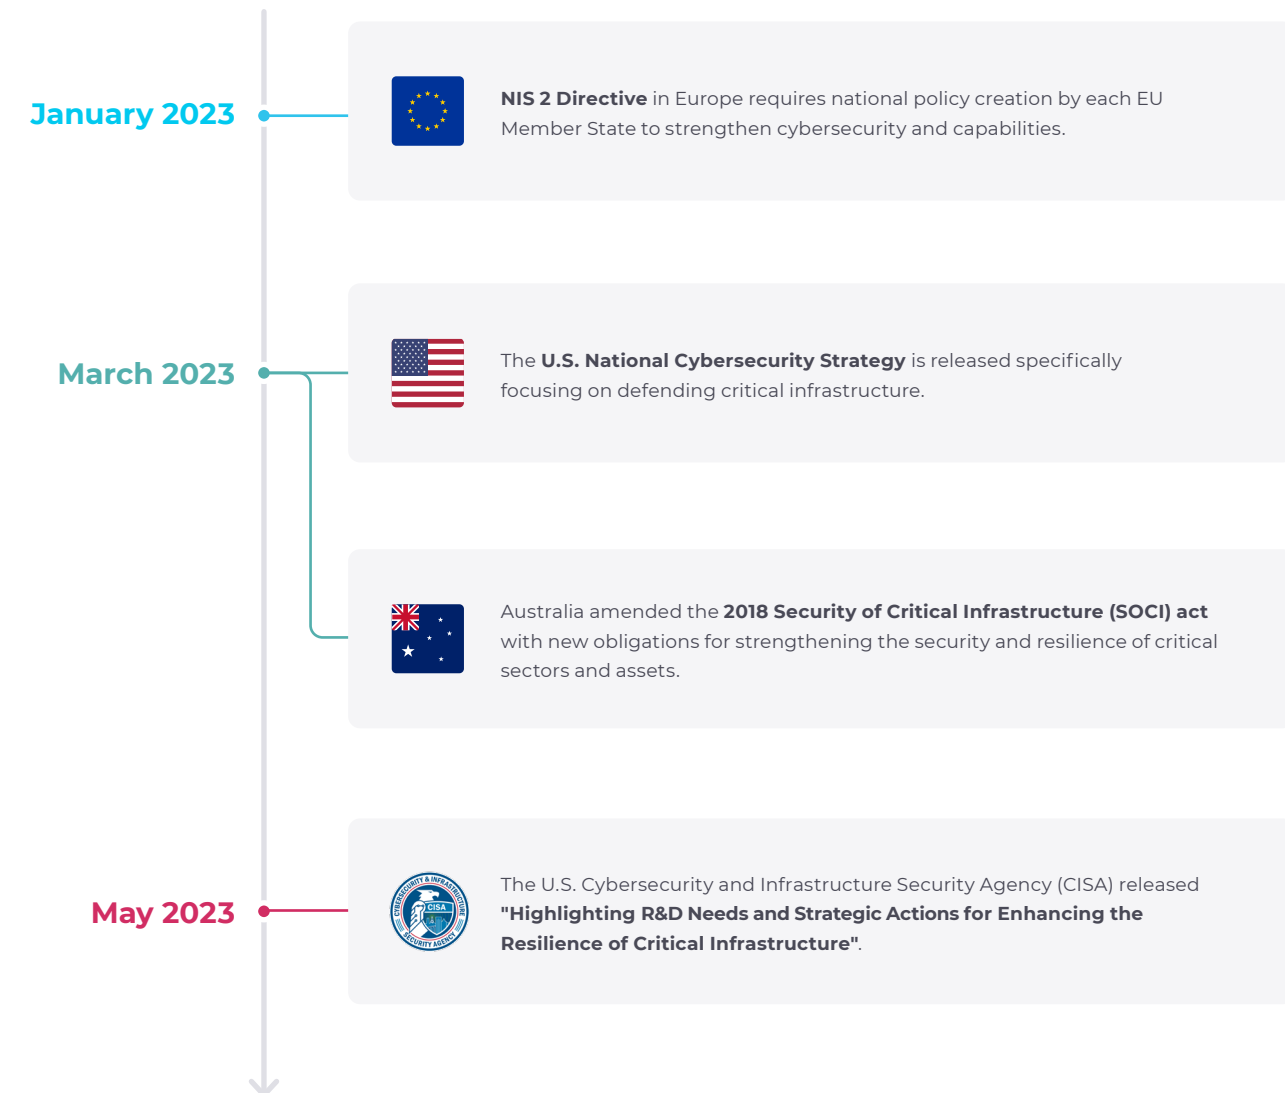 January 2023
NIS 2 Directive in Europe requires national policy creation by each EU
Member State to strengthen cybersecurity and capabilities.
March 2023
The U.S. National Cybersecurity Strategy is released specifically
focusing on defending critical infrastructure.
Australia amended the 2018 Security of Critical Infrastructure (SOCI) act
with new obligations for strengthening the security and resilience of critical
sectors and assets.
May 2023
CYBERSECURITY & INFRASTRUCTURE
CISA
SECURITY AGENCY
The U.S. Cybersecurity and Infrastructure Security Agency (CISA) released
"Highlighting R&D Needs and Strategic Actions for Enhancing the
Resilience of Critical Infrastructure".